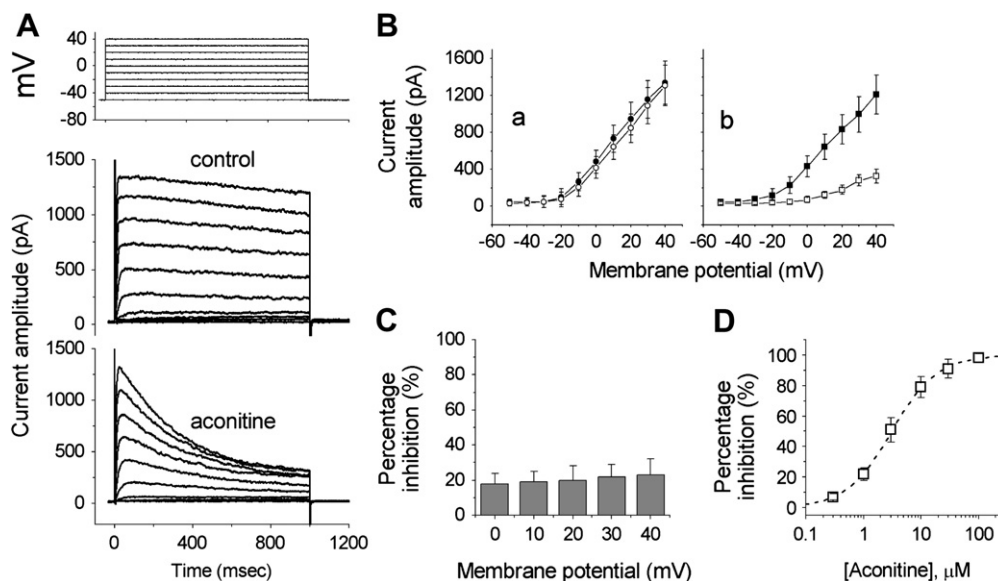 A
mV
40
0
-40
-80
control
1500
1000
500
0
aconitine
1500
1000
500
0
Current amplitude (pA)
0 400 800 1200
Time (msec)
B
Current
amplitude (pA)
1600
1200
800
400
0
a
b
-60 -40 -20 0 20 40
-60 -40 -20 0 20 40
Membrane potential (mV)
C
Percentage
inhibition (%)
100
80
60
40
20
0
0 10 20 30 40
Membrane potential (mV)
D
Percentage
inhibition (%)
100
80
60
40
20
0
0.1 1 10 100
[Aconitine], μM